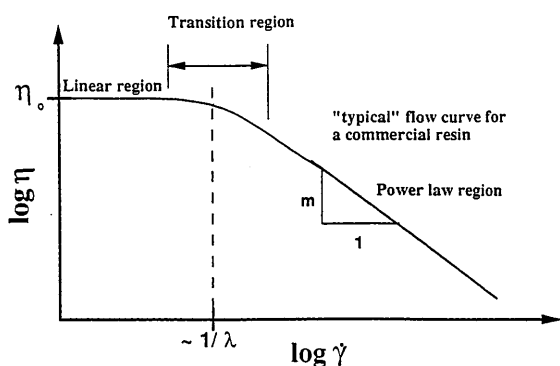 Transition region
Linear region
η₀
"typical" flow curve for
a commercial resin
Power law region
m
1
log η
~ 1/ λ
log γ̇